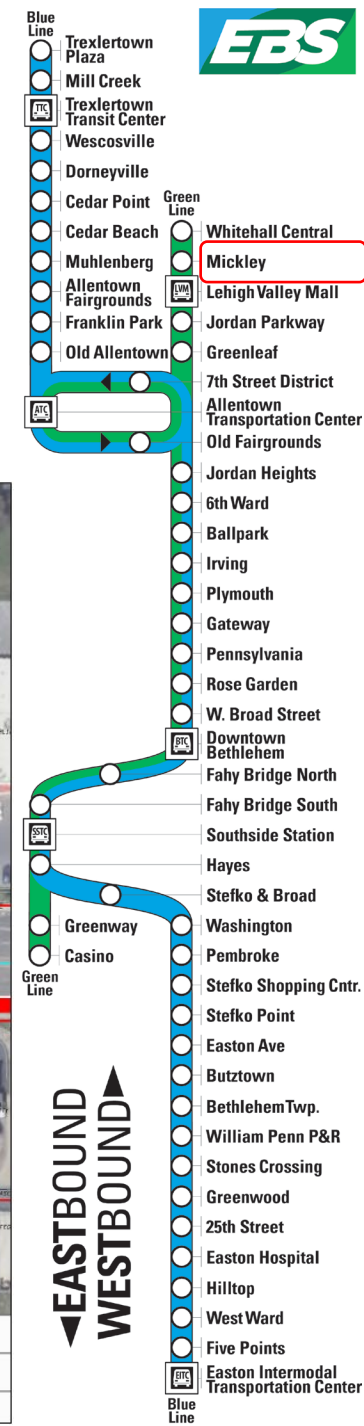 Blue
Line
EBS
Trexlertown
Plaza
Mill Creek
TTC
Trexlertown
Transit Center
Wescosville
Dorneyville
Cedar Point
Cedar Beach
Muhlenberg
Allentown
Fairgrounds
Franklin Park
Old Allentown
Green
Line
Whitehall Central
Mickley
LVM
Lehigh Valley Mall
Jordan Parkway
Greenleaf
7th Street District
ATC
Allentown
Transportation Center
Old Fairgrounds
Jordan Heights
6th Ward
Ballpark
Irving
Plymouth
Gateway
Pennsylvania
Rose Garden
W. Broad Street
BTC
Downtown
Bethlehem
Fahy Bridge North
Fahy Bridge South
SSTC
Southside Station
Hayes
Stefko & Broad
Greenway
Casino
Green
Line
Washington
Pembroke
Stefko Shopping Cntr.
Stefko Point
Easton Ave
Butztown
Bethlehem Twp.
William Penn P&R
Stones Crossing
Greenwood
25th Street
Easton Hospital
Hilltop
West Ward
Five Points
EITC
Easton Intermodal
Transportation Center
Blue
Line
EASTBOUND
WESTBOUND